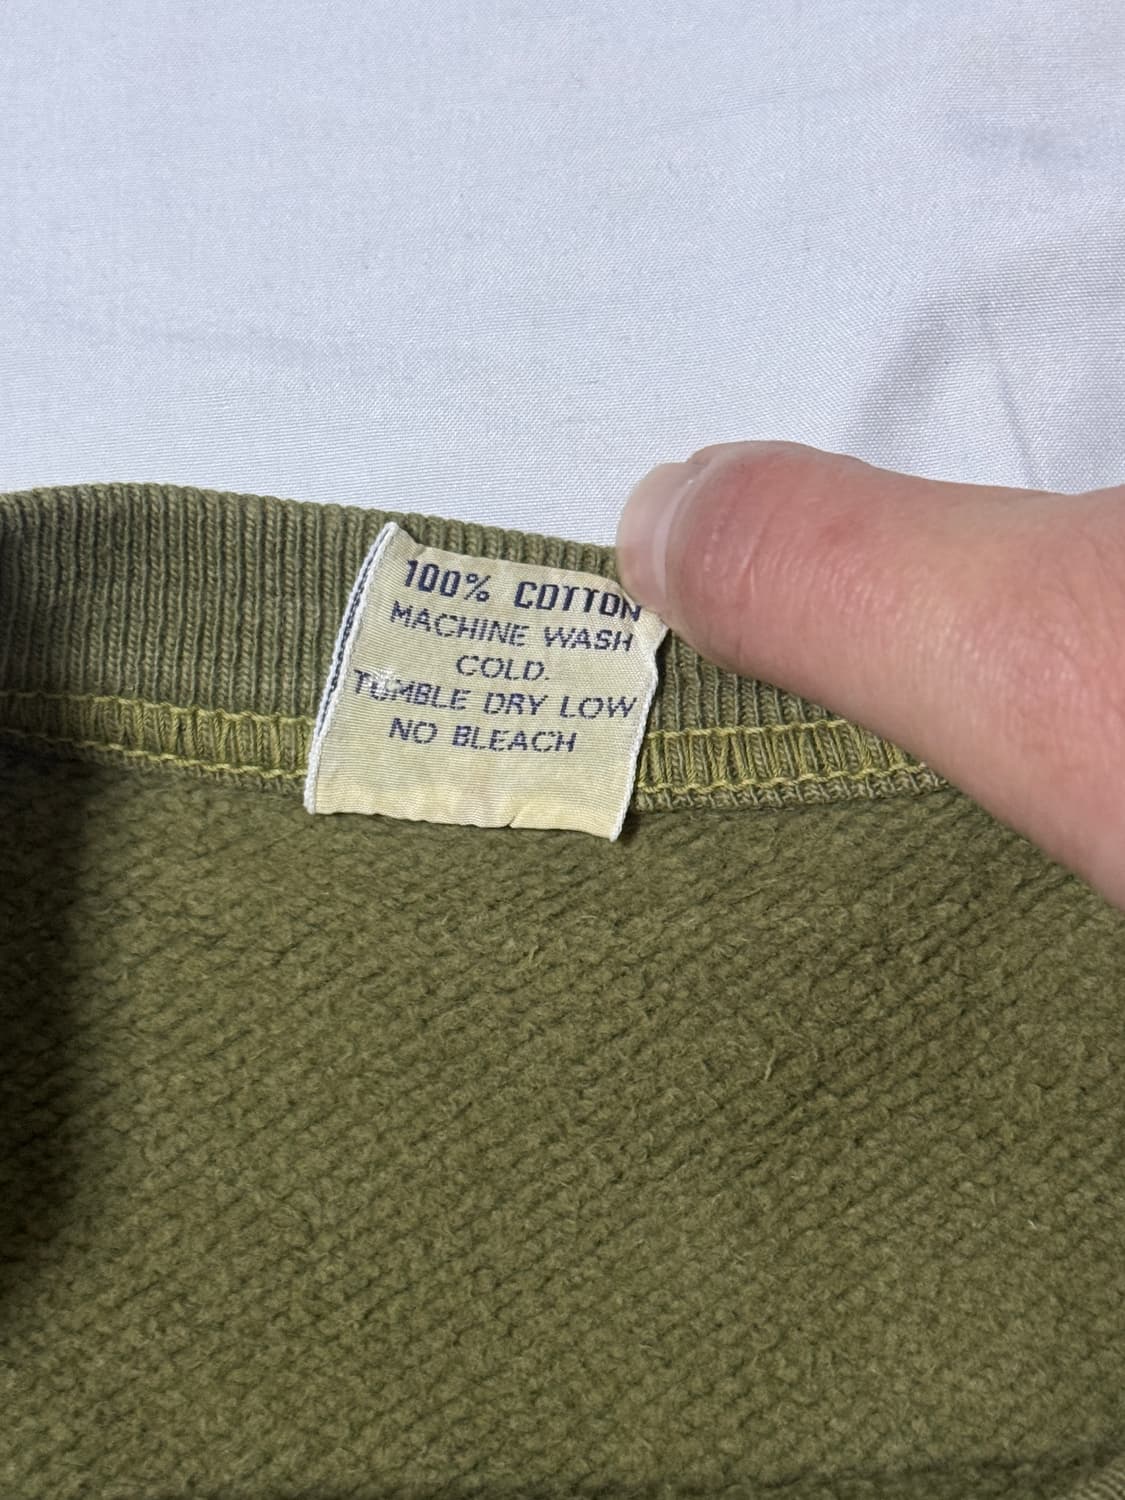 100% COTTON
MACHINE WASH
COLD.
TUMBLE DRY LOW
NO BLEACH